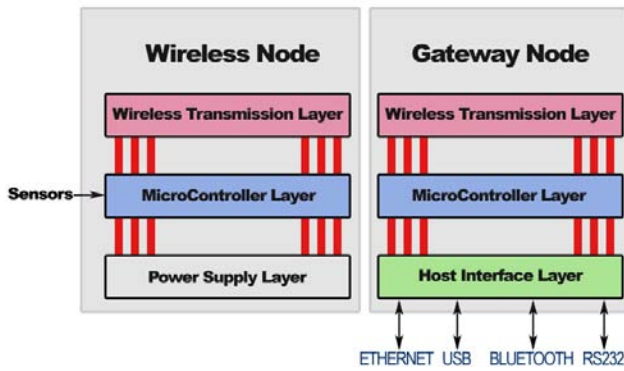 Wireless Node
Wireless Transmission Layer
Sensors
MicroController Layer
Power Supply Layer
Gateway Node
Wireless Transmission Layer
MicroController Layer
Host Interface Layer
ETHERNET USB BLUETOOTH RS232